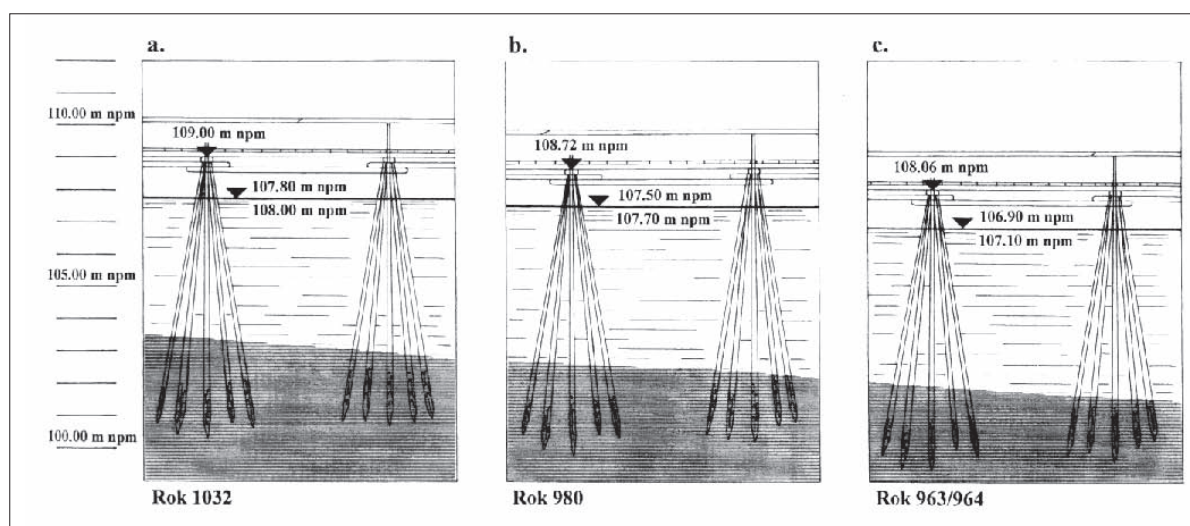 a.
b.
c.
110.00 m npm
105.00 m npm
100.00 m npm
109.00 m npm
107.80 m npm
108.00 m npm
108.72 m npm
107.50 m npm
107.70 m npm
108.06 m npm
106.90 m npm
107.10 m npm
Rok 1032
Rok 980
Rok 963/964